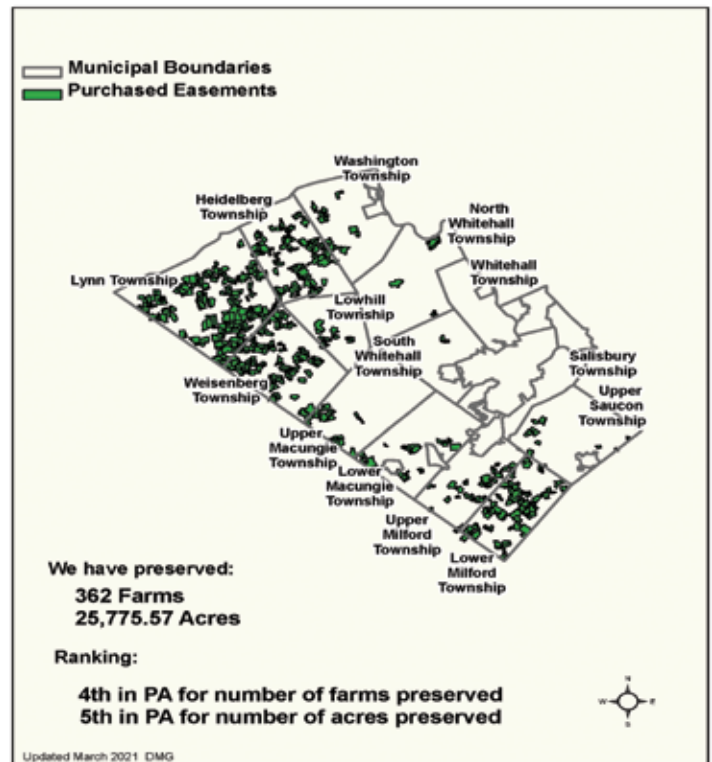 Municipal Boundaries
Purchased Easements
Washington
Township
Heidelberg
Township
North
Whitehall
Township
Whitehall
Township
Lynn Township
Lowhill
Township
South
Whitehall
Township
Salisbury
Township
Weisenberg
Township
Upper
Saucon
Township
Upper
Macungie
Township
Lower
Macungie
Township
Upper
Milford
Township
Lower
Milford
Township
We have preserved:
362 Farms
25,775.57 Acres
Ranking:
4th in PA for number of farms preserved
5th in PA for number of acres preserved
N
W
E
S
Updated March 2021 DMG